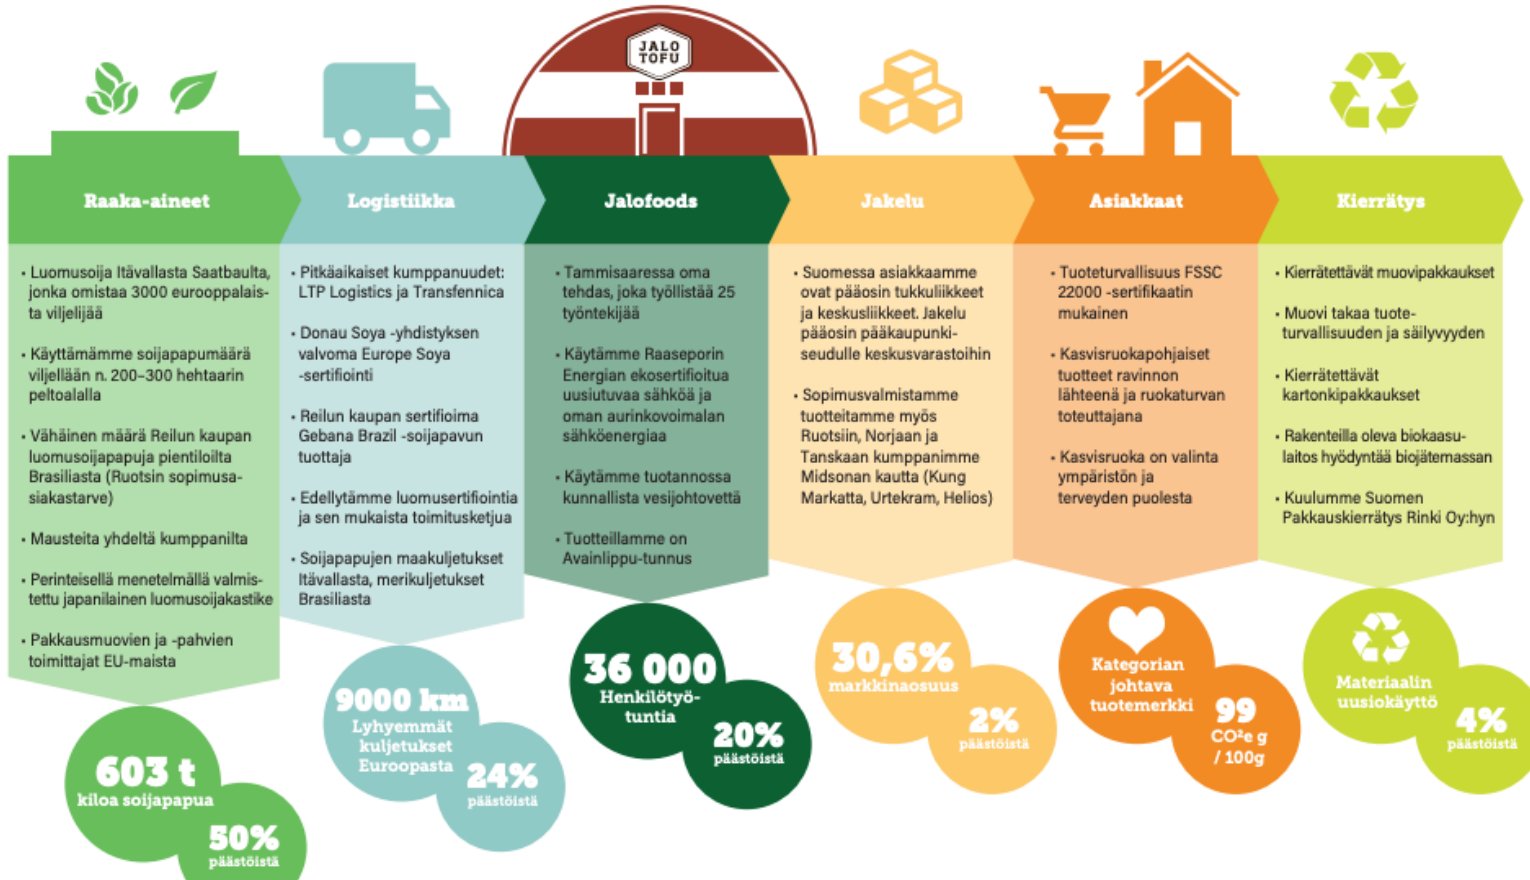 JALO
TOFU
Raaka-aineet
• Luomusoija Itävallasta Saatbaulta,
jonka omistaa 3000 eurooppalais-
ta viljelijää
• Käyttämämme soijapapumäärä
viljellään n. 200–300 hehtaarin
peltoalalla
• Vähäinen määrä Reilun kaupan
luomusoijapapuja pientiloilta
Brasiliasta (Ruotsin sopimusa-
siakastarve)
• Mausteita yhdeltä kumppanilta
• Perinteisellä menetelmällä valmis-
tettu japanilainen luomusoijakastike
• Pakkausmuovien ja -pahvien
toimittajat EU-maista
603 t
kiloa soijapapua
50%
päästöistä
Logistiikka
• Pitkäaikaiset kumppanuudet:
LTP Logistics ja Transfennica
• Donau Soya -yhdistyksen
valvoma Europe Soya
-sertifiointi
• Reilun kaupan sertifioima
Gebana Brazil -soijapavun
tuottaja
• Edellytämme luomusertifiointia
ja sen mukaista toimitusketjua
• Soijapapujen maakuljetukset
Itävallasta, merikuljetukset
Brasiliasta
9000 km
Lyhyemmät
kuljetukset
Euroopasta
24%
päästöistä
Jalofoods
• Tammisaaressa oma
tehdas, joka työllistää 25
työntekijää
• Käytämme Raaseporin
Energian ekosertifioitua
uusiutuvaa sähköä ja
oman aurinkovoimalan
sähköenergiaa
• Käytämme tuotannossa
kunnallista vesijohtovettä
• Tuotteillamme on
Avainlippu-tunnus
36 000
Henkilötyö-
tuntia
20%
päästöistä
Jakelu
• Suomessa asiakkaamme
ovat pääosin tukkuliikkeet
ja keskusliikkeet. Jakelu
pääosin pääkaupunki-
seudulle keskusvarastoihin
• Sopimusvalmistamme
tuotteitamme myös
Ruotsiin, Norjaan ja
Tanskaan kumppanimme
Midsonan kautta (Kung
Markatta, Urtekram, Helios)
30,6%
markkinaosuus
2%
päästöistä
Asiakkaat
• Tuoteturvallisuus FSSC
22000 -sertifikaatin
mukainen
• Kasvisruokapohjaiset
tuotteet ravinnon
lähteenä ja ruokaturvan
toteuttajana
• Kasvisruoka on valinta
ympäristön ja
terveyden puolesta
Kategorian
johtava
tuotemerkki
99
CO²e g
/ 100g
Kierrätys
• Kierrätettävät muovipakkaukset
• Muovi takaa tuote-
turvallisuuden ja säilyvyyden
• Kierrätettävät
kartonkipakkaukset
• Rakenteilla oleva biokaasu-
laitos hyödyntää biojätemassan
• Kuulumme Suomen
Pakkauskierrätys Rinki Oy:hyn
Materiaalin
uusiokäyttö
4%
päästöistä